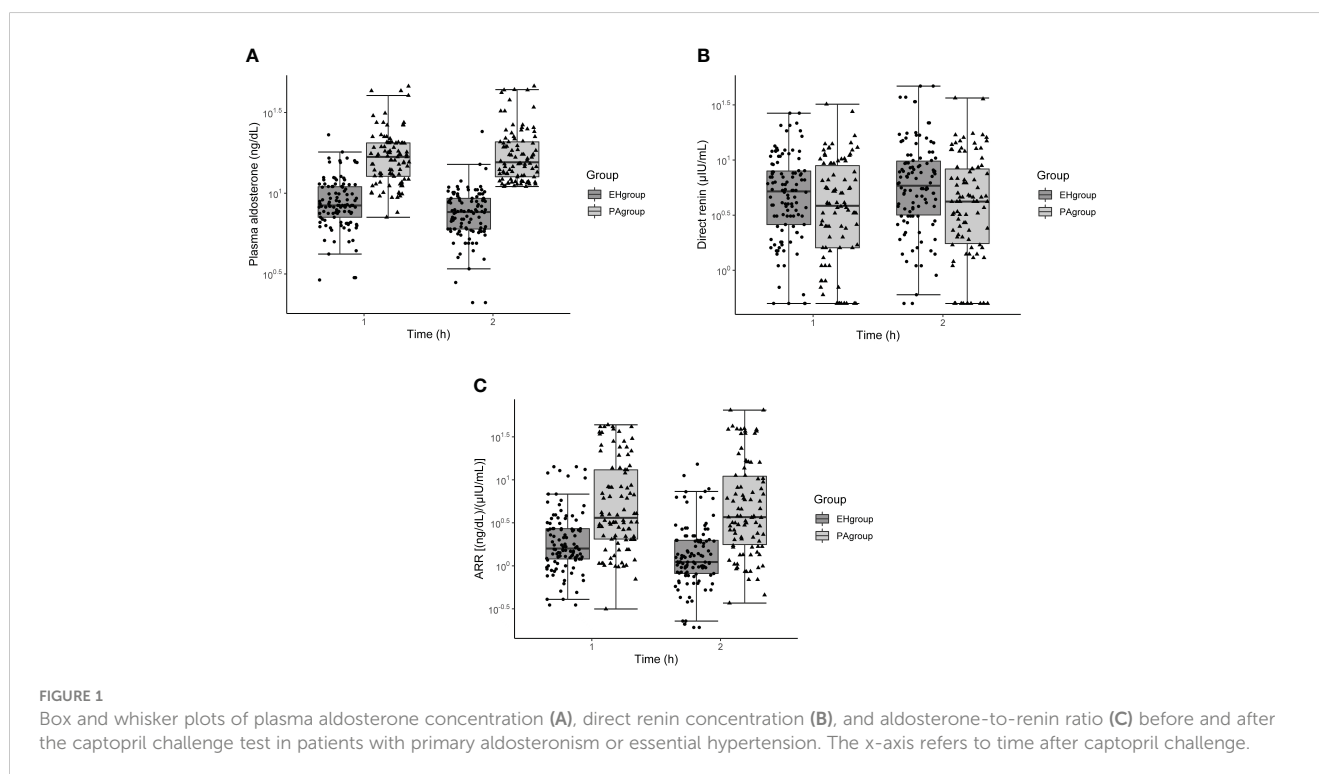 A
Plasma aldosterone (ng/dL)
10^1.5
10^1
10^0.5
1
2
Time (h)
Group
EHgroup
PAgroup
B
Direct renin (µIU/mL)
10^1.5
10^1
10^0.5
10^0
1
2
Time (h)
Group
EHgroup
PAgroup
C
ARR [(ng/dL)/(µIU/mL)]
10^1.5
10^1
10^0.5
10^0
10^-0.5
1
2
Time (h)
Group
EHgroup
PAgroup
FIGURE 1
Box and whisker plots of plasma aldosterone concentration (A), direct renin concentration (B), and aldosterone-to-renin ratio (C) before and after
the captopril challenge test in patients with primary aldosteronism or essential hypertension. The x-axis refers to time after captopril challenge.